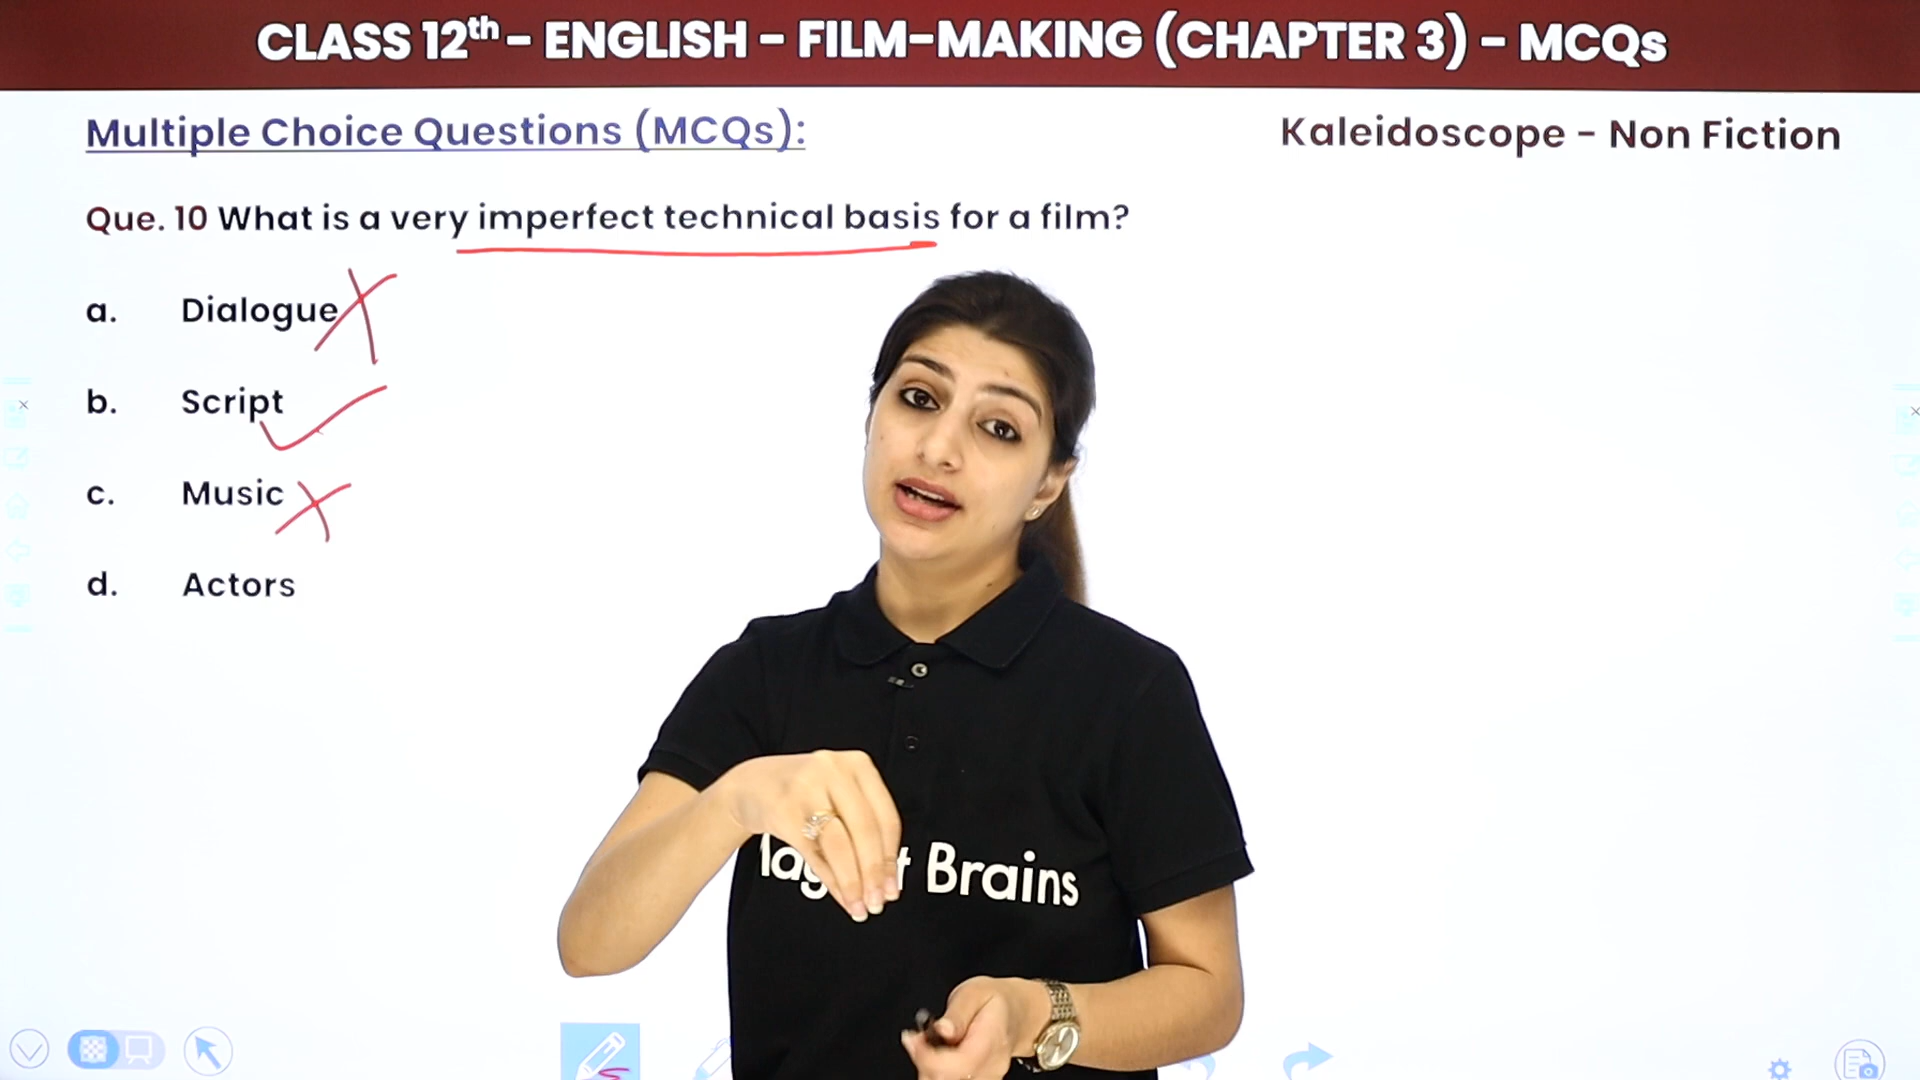 CLASS 12th - ENGLISH - FILM-MAKING (CHAPTER 3) - MCQs
Multiple Choice Questions (MCQs):
Kaleidoscope - Non Fiction
Que. 10 What is a very imperfect technical basis for a film?
a. Dialogue
b. Script
c. Music
d. Actors
Brains